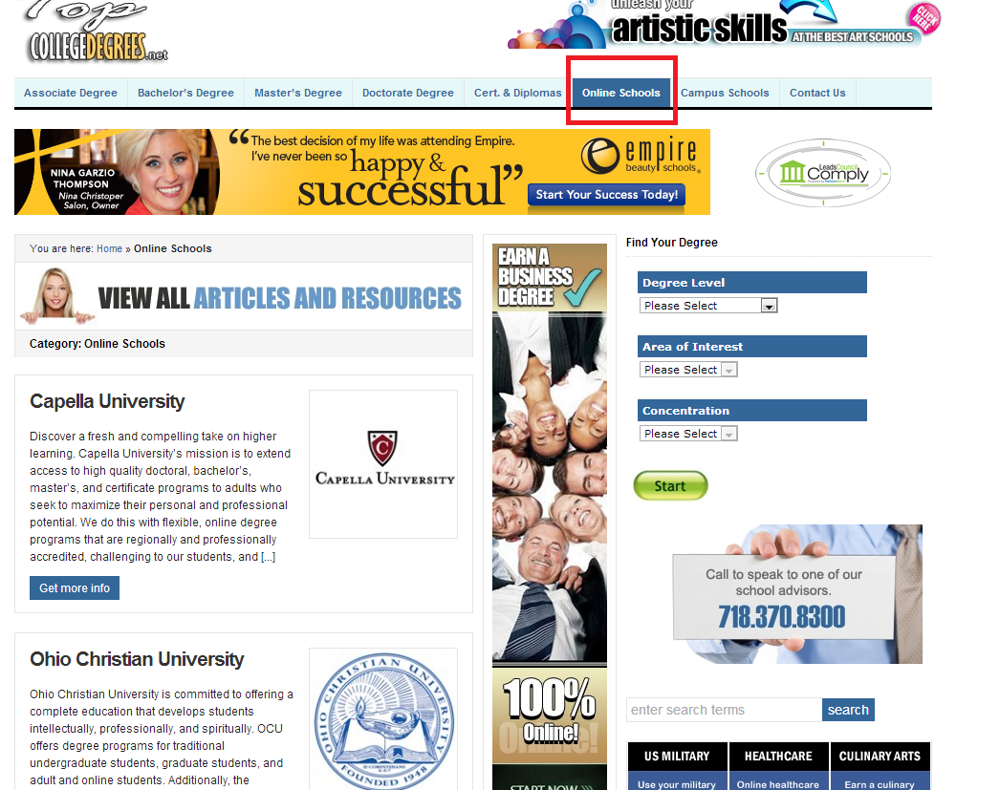 Top
COLLEGEDEGREES.net
unleash your
artistic skills
AT THE BEST ART SCHOOLS
CLICK HERE
Associate Degree
Bachelor's Degree
Master's Degree
Doctorate Degree
Cert. & Diplomas
Online Schools
Campus Schools
Contact Us
NINA GARZIO
THOMPSON
Nina Christoper
Salon, Owner
“The best decision of my life was attending Empire.
I've never been so happy &
successful”
empire
beauty schools®
Start Your Success Today!
LeadsCouncil
Comply
You are here: Home » Online Schools
VIEW ALL ARTICLES AND RESOURCES
Category: Online Schools
Capella University
Discover a fresh and compelling take on higher
learning. Capella University's mission is to extend
access to high quality doctoral, bachelor's,
master's, and certificate programs to adults who
seek to maximize their personal and professional
potential. We do this with flexible, online degree
programs that are regionally and professionally
accredited, challenging to our students, and [...]
Get more info
C
CAPELLA UNIVERSITY
Ohio Christian University
Ohio Christian University is committed to offering a
complete education that develops students
intellectually, professionally, and spiritually. OCU
offers degree programs for traditional
undergraduate students, graduate students, and
adult and online students. Additionally, the
OHIO CHRISTIAN UNIVERSITY
II CORINTHIANS
FOUNDED 1948
EARN A
BUSINESS
DEGREE
100%
Online!
START NOW
Find Your Degree
Degree Level
Please Select
Area of Interest
Please Select
Concentration
Please Select
Start
Call to speak to one of our
school advisors.
718.370.8300
enter search terms
search
US MILITARY
HEALTHCARE
CULINARY ARTS
Use your military
Online healthcare
Earn a culinary